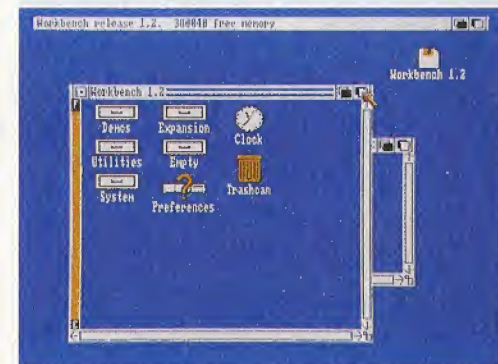 Workbench release 1.2. free memory
Workbench 1.2
Workbench 1.2
Demos Expansion Clock
Utilities Empty Trashcan
System Preferences